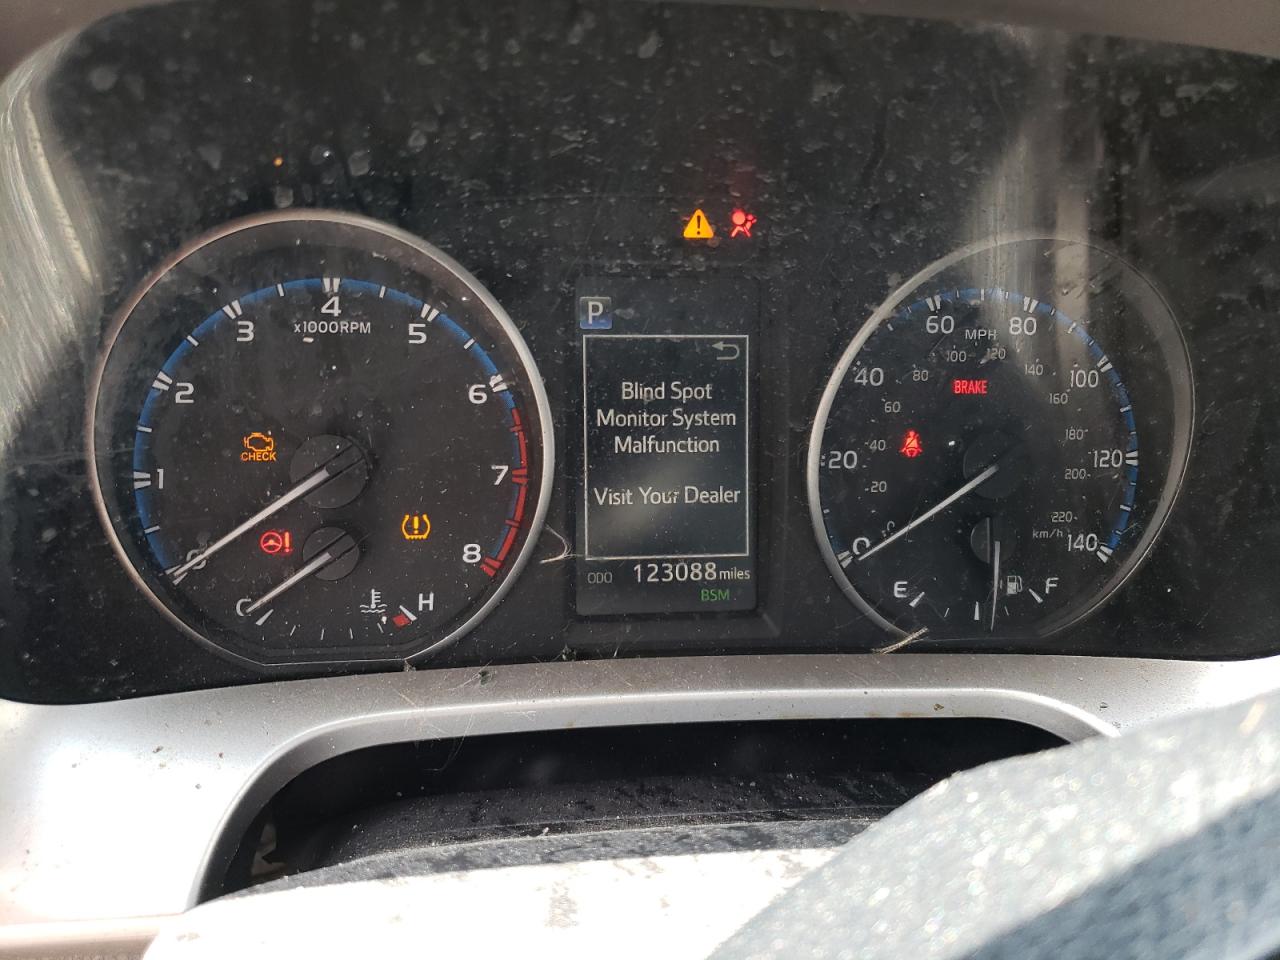 4
3
x1000RPM
5
2
6
1
CHECK
7
0
8
C
H
P
Blind Spot
Monitor System
Malfunction
Visit Your Dealer
ODO 123088 miles
BSM
60 MPH 80
100 120
40 80 140 100
BRAKE
60 160
40 180
20 120
20 200
0 220
km/h
0 140
E F